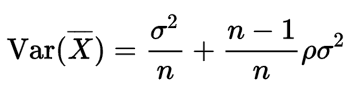 Var(X̅) = σ²/n + (n − 1)/n ρσ²